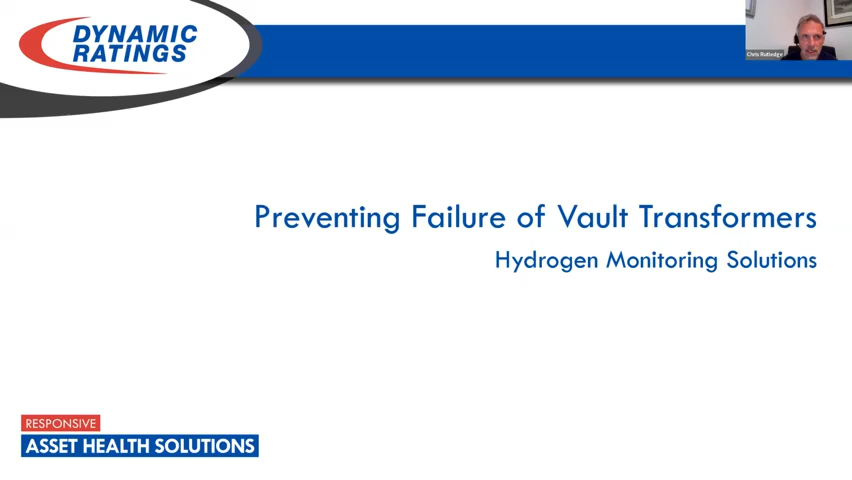 DYNAMIC
RATINGS
Chris Rutledge
Preventing Failure of Vault Transformers
Hydrogen Monitoring Solutions
RESPONSIVE
ASSET HEALTH SOLUTIONS